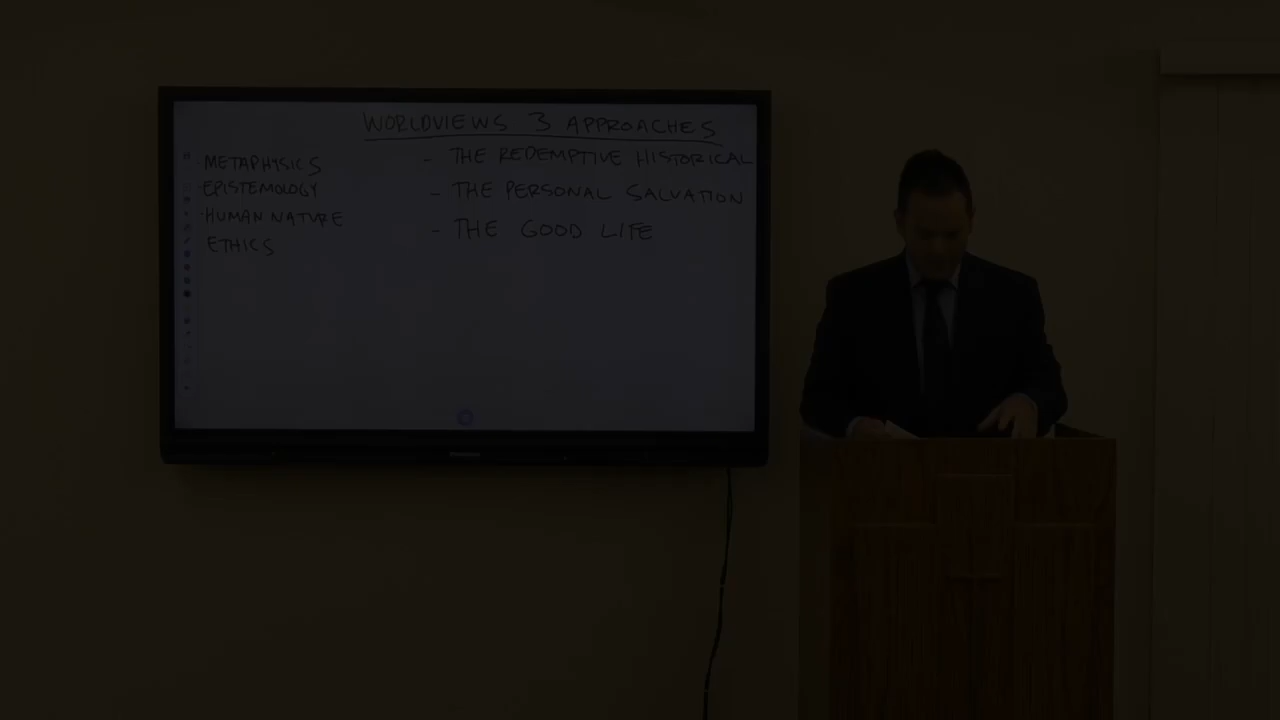 WORLDVIEWS 3 APPROACHES
METAPHYSICS
EPISTEMOLOGY
HUMAN NATURE
ETHICS
- THE REDEMPTIVE HISTORICAL
- THE PERSONAL SALVATION
- THE GOOD LIFE